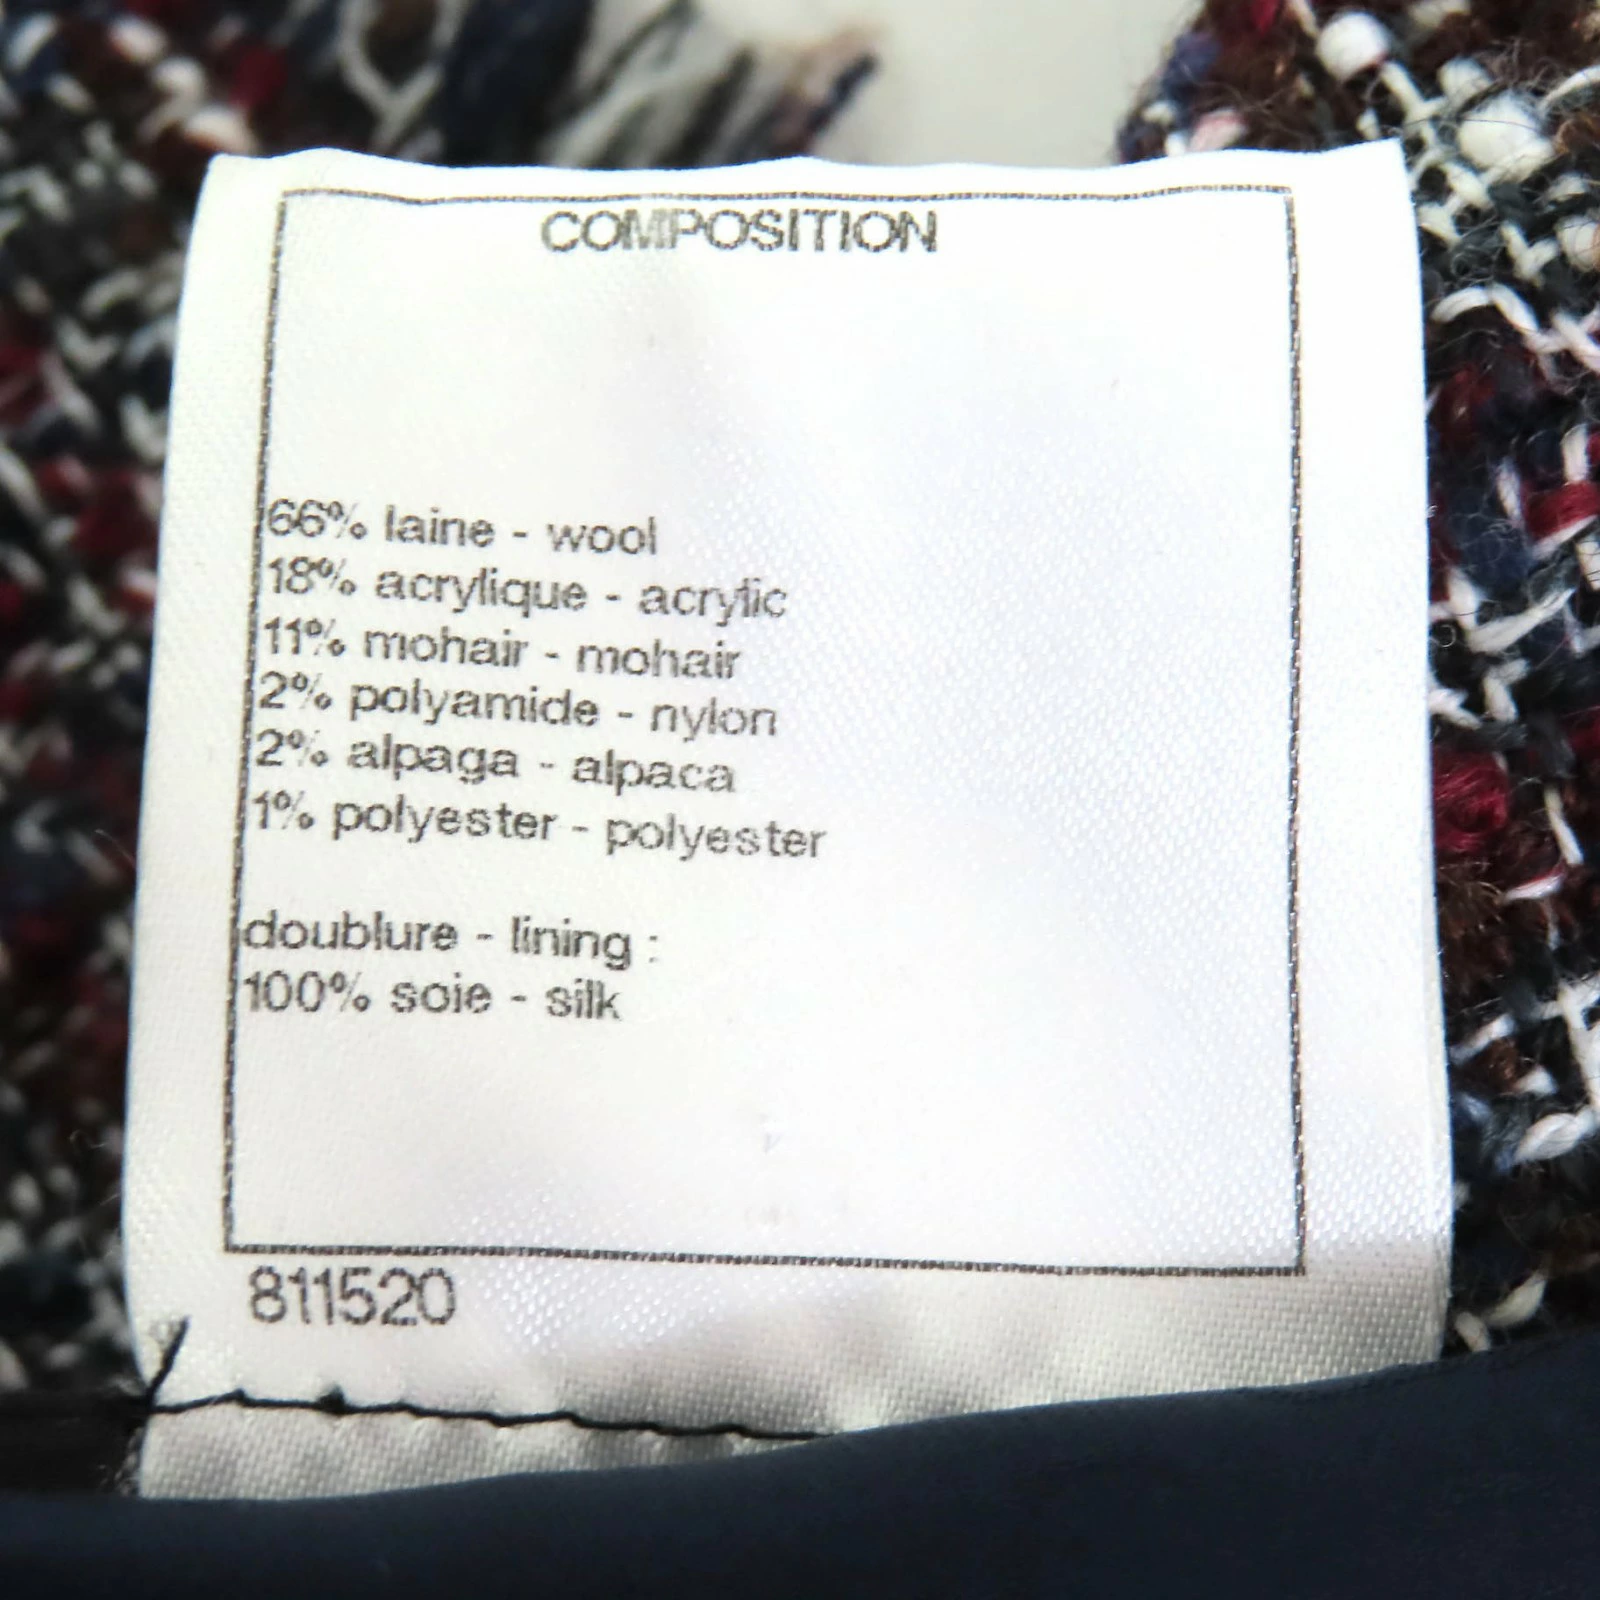 COMPOSITION
66% laine - wool
18% acrylique - acrylic
11% mohair - mohair
2% polyamide - nylon
2% alpaga - alpaca
1% polyester - polyester
doublure - lining :
100% soie - silk
811520